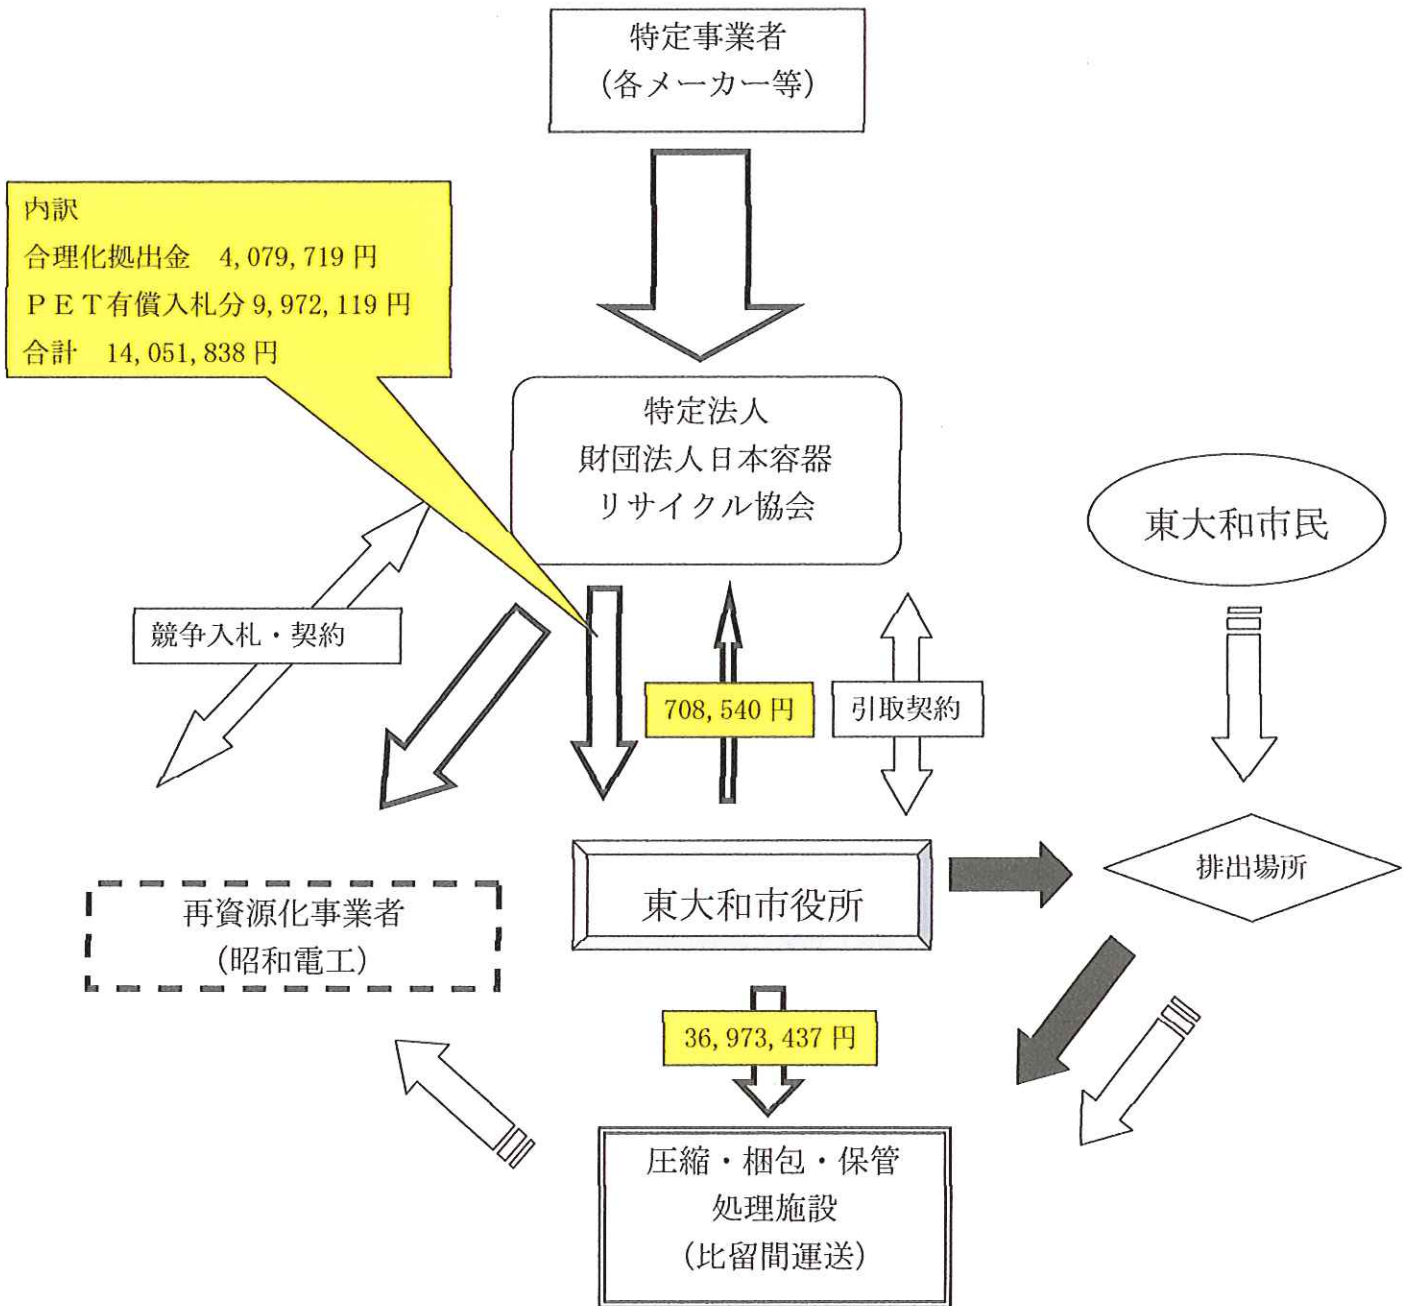 特定事業者
(各メーカー等)
内訳
合理化拠出金 4,079,719円
PET有償入札分 9,972,119円
合計 14,051,838円
特定法人
財団法人日本容器
リサイクル協会
東大和市民
競争入札・契約
708,540円
引取契約
排出場所
東大和市役所
再資源化事業者
(昭和電工)
36,973,437円
圧縮・梱包・保管
処理施設
(比留間運送)